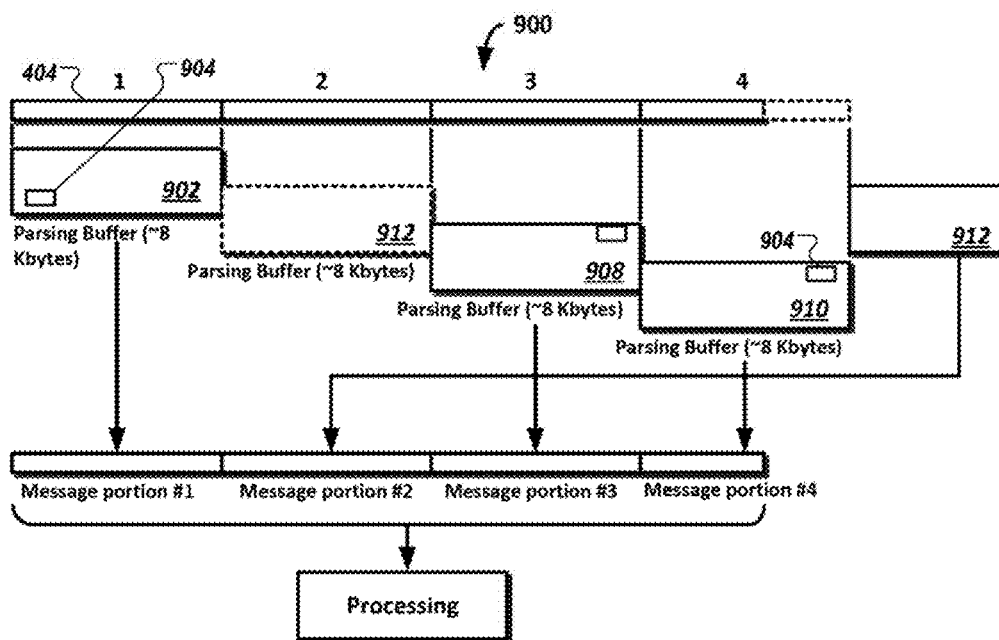 900
404
904
1
2
3
4
902
Parsing Buffer (~8
Kbytes)
912
Parsing Buffer (~8 Kbytes)
908
Parsing Buffer (~8 Kbytes)
904
910
Parsing Buffer (~8 Kbytes)
912
Message portion #1
Message portion #2
Message portion #3
Message portion #4
Processing